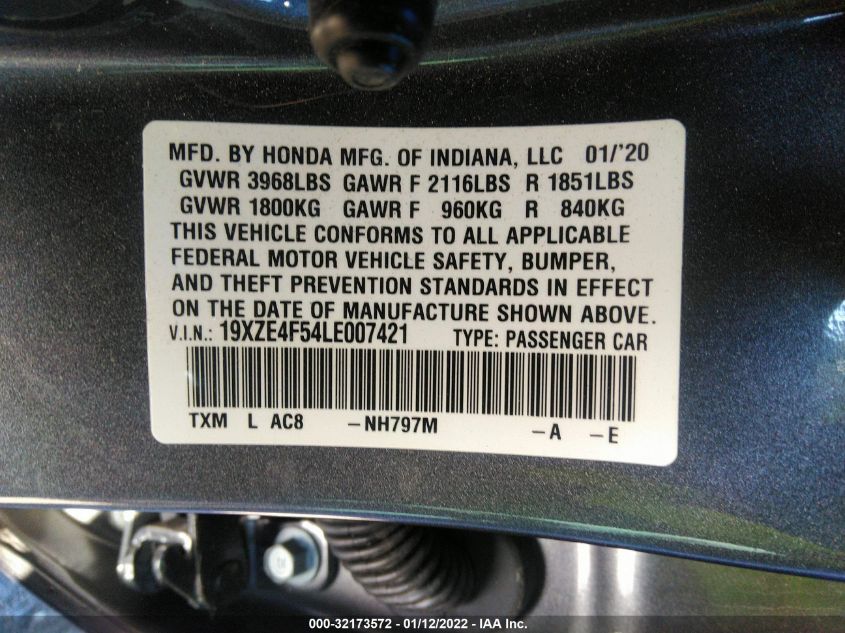 MFD. BY HONDA MFG. OF INDIANA, LLC 01/'20
GVWR 3968LBS GAWR F 2116LBS R 1851LBS
GVWR 1800KG GAWR F 960KG R 840KG
THIS VEHICLE CONFORMS TO ALL APPLICABLE
FEDERAL MOTOR VEHICLE SAFETY, BUMPER,
AND THEFT PREVENTION STANDARDS IN EFFECT
ON THE DATE OF MANUFACTURE SHOWN ABOVE.
V.I.N.: 19XZE4F54LE007421 TYPE: PASSENGER CAR
TXM L AC8 -NH797M -A -E
000-32173572 - 01/12/2022 - IAA Inc.